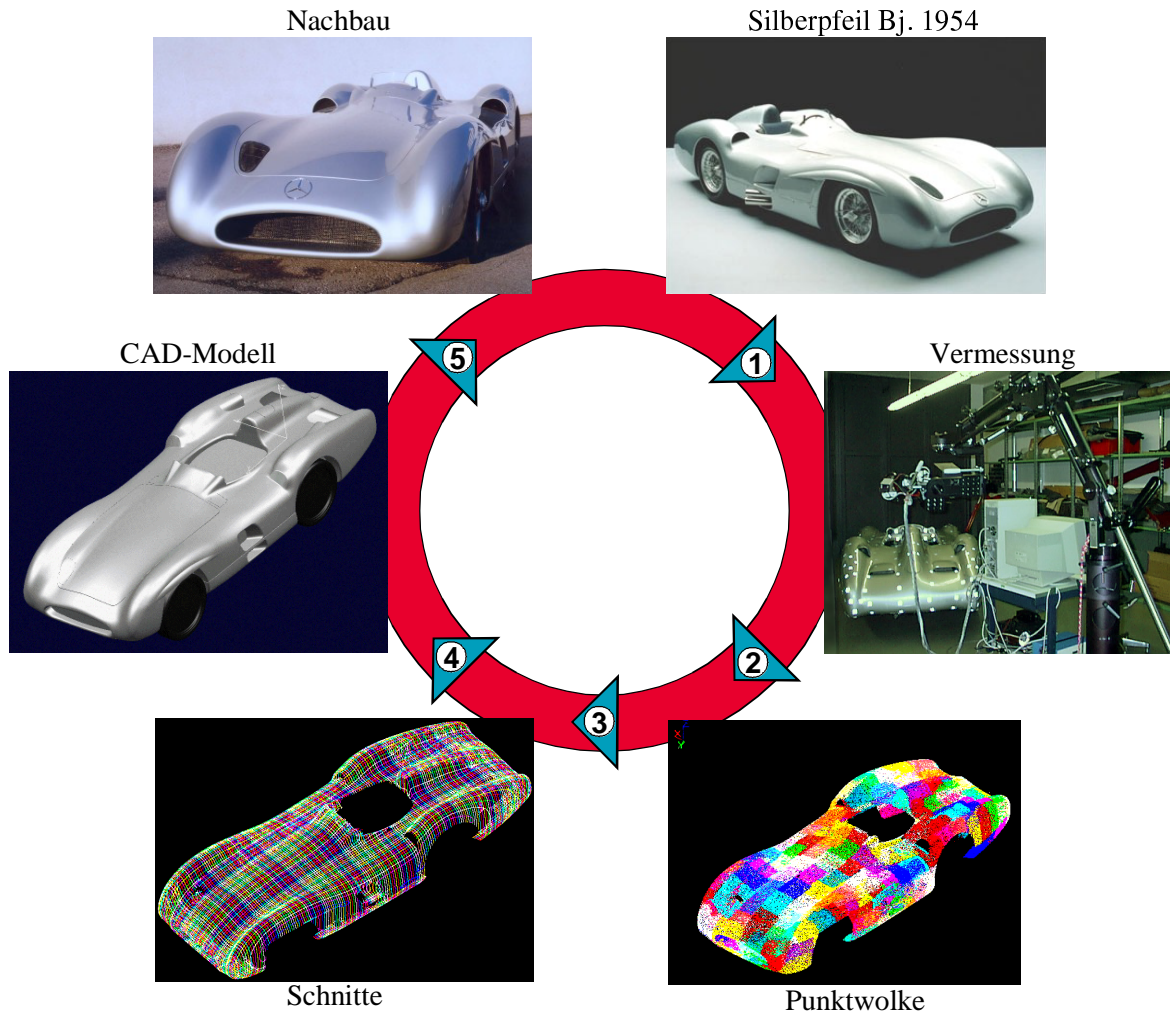 Nachbau
Silberpfeil Bj. 1954
CAD-Modell
Vermessung
5
1
4
3
2
X
Y
Schnitte
Punktwolke